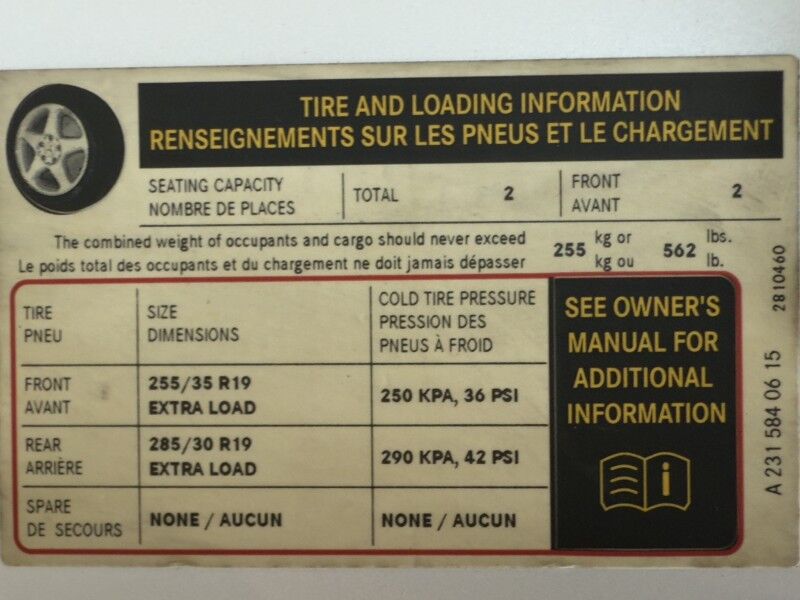 TIRE AND LOADING INFORMATION
RENSEIGNEMENTS SUR LES PNEUS ET LE CHARGEMENT
SEATING CAPACITY
NOMBRE DE PLACES
TOTAL 2
FRONT
AVANT
2
The combined weight of occupants and cargo should never exceed
Le poids total des occupants et du chargement ne doit jamais dépasser
255 kg or
kg ou
562 lbs.
lb.
TIRE
PNEU
SIZE
DIMENSIONS
COLD TIRE PRESSURE
PRESSION DES
PNEUS À FROID
FRONT
AVANT
255/35 R19
EXTRA LOAD
250 KPA, 36 PSI
REAR
ARRIÈRE
285/30 R19
EXTRA LOAD
290 KPA, 42 PSI
SPARE
DE SECOURS
NONE / AUCUN
NONE / AUCUN
SEE OWNER'S
MANUAL FOR
ADDITIONAL
INFORMATION
i
A 231 584 06 15
2810460